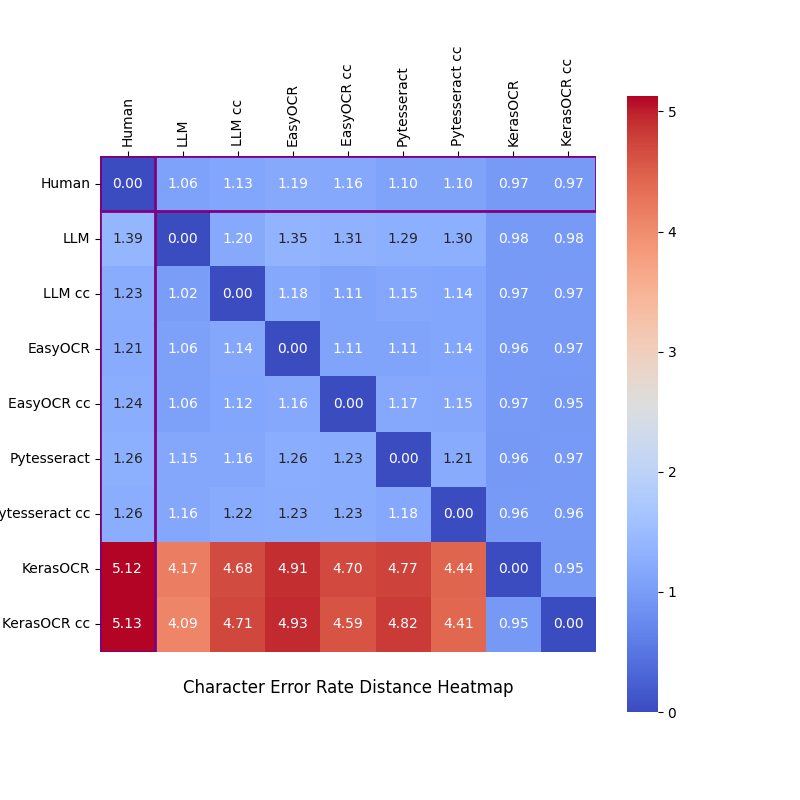 Human LLM LLM cc EasyOCR EasyOCR cc Pytesseract Pytesseract cc KerasOCR KerasOCR cc
Human 0.00 1.06 1.13 1.19 1.16 1.10 1.10 0.97 0.97
LLM 1.39 0.00 1.20 1.35 1.31 1.29 1.30 0.98 0.98
LLM cc 1.23 1.02 0.00 1.18 1.11 1.15 1.14 0.97 0.97
EasyOCR 1.21 1.06 1.14 0.00 1.11 1.11 1.14 0.96 0.97
EasyOCR cc 1.24 1.06 1.12 1.16 0.00 1.17 1.15 0.97 0.95
Pytesseract 1.26 1.15 1.16 1.26 1.23 0.00 1.21 0.96 0.97
ytesseract cc 1.26 1.16 1.22 1.23 1.23 1.18 0.00 0.96 0.96
KerasOCR 5.12 4.17 4.68 4.91 4.70 4.77 4.44 0.00 0.95
KerasOCR cc 5.13 4.09 4.71 4.93 4.59 4.82 4.41 0.95 0.00
Character Error Rate Distance Heatmap
5
4
3
2
1
0